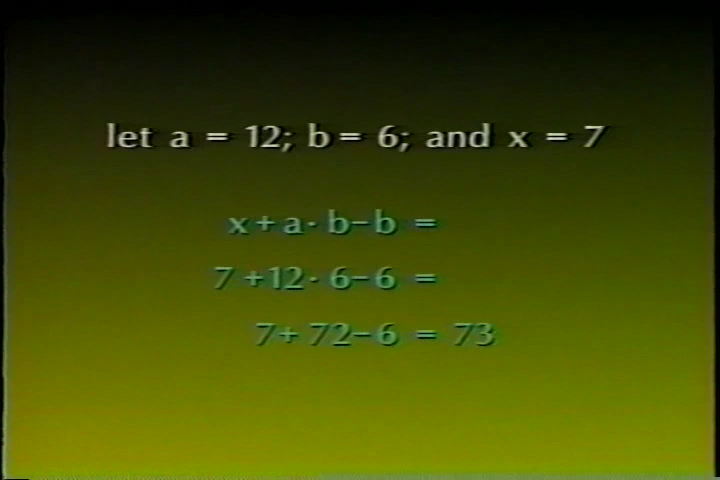 let a = 12; b = 6; and x = 7
x + a · b – b =
7 + 12 · 6 – 6 =
7 + 72 – 6 = 73